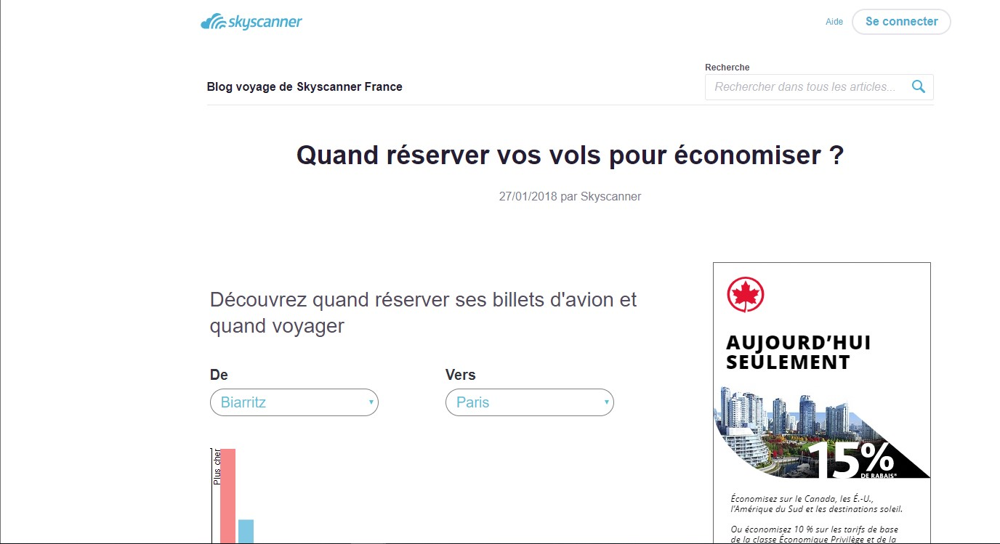 skyscanner
Aide
Se connecter
Recherche
Blog voyage de Skyscanner France
Rechercher dans tous les articles...
Quand réserver vos vols pour économiser ?
27/01/2018 par Skyscanner
Découvrez quand réserver ses billets d'avion et
quand voyager
De
Vers
Biarritz
Paris
Plus cher
AUJOURD'HUI
SEULEMENT
15%
DE RABAIS*
Économisez sur le Canada, les É.-U.,
l'Amérique du Sud et les destinations soleil.
Ou économisez 10 % sur les tarifs de base
de la classe Économique Privilège et de la